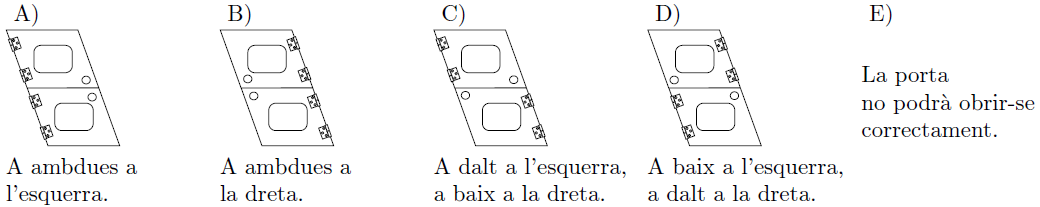 A)
B)
C)
D)
E)
La porta
no podrà obrir-se
correctament.
A ambdues a
l'esquerra.
A ambdues a
la dreta.
A dalt a l'esquerra,
a baix a la dreta.
A baix a l'esquerra,
a dalt a la dreta.